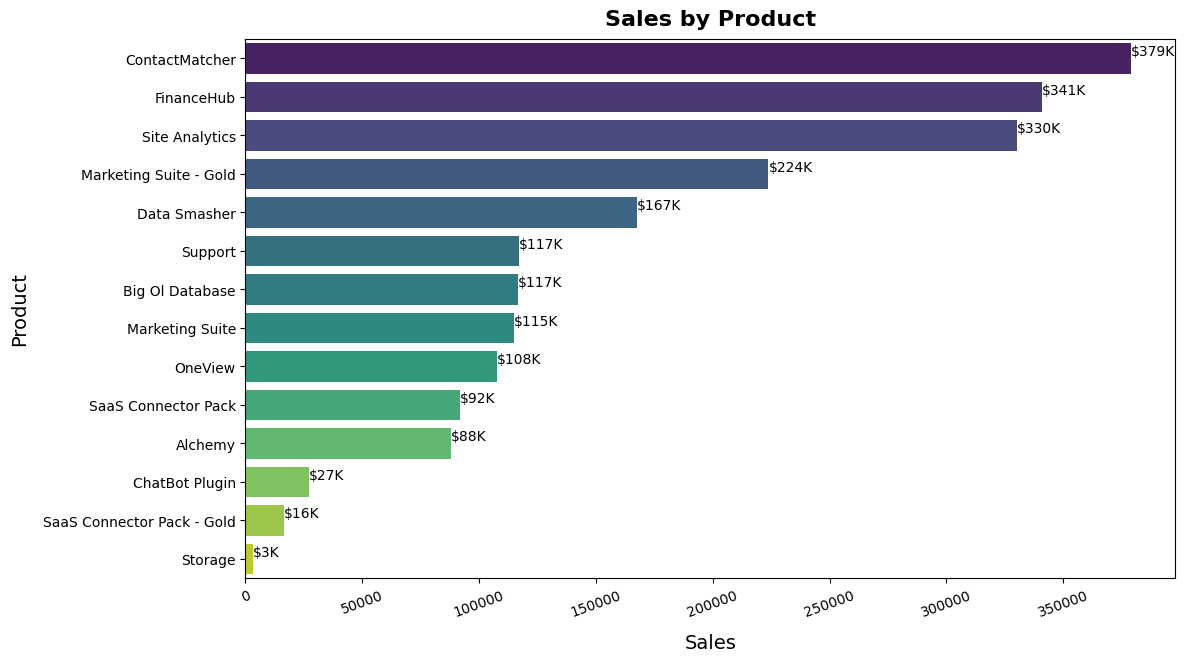 Sales by Product
Product
ContactMatcher $379K
FinanceHub $341K
Site Analytics $330K
Marketing Suite - Gold $224K
Data Smasher $167K
Support $117K
Big Ol Database $117K
Marketing Suite $115K
OneView $108K
SaaS Connector Pack $92K
Alchemy $88K
ChatBot Plugin $27K
SaaS Connector Pack - Gold $16K
Storage $3K
0 50000 100000 150000 200000 250000 300000 350000
Sales